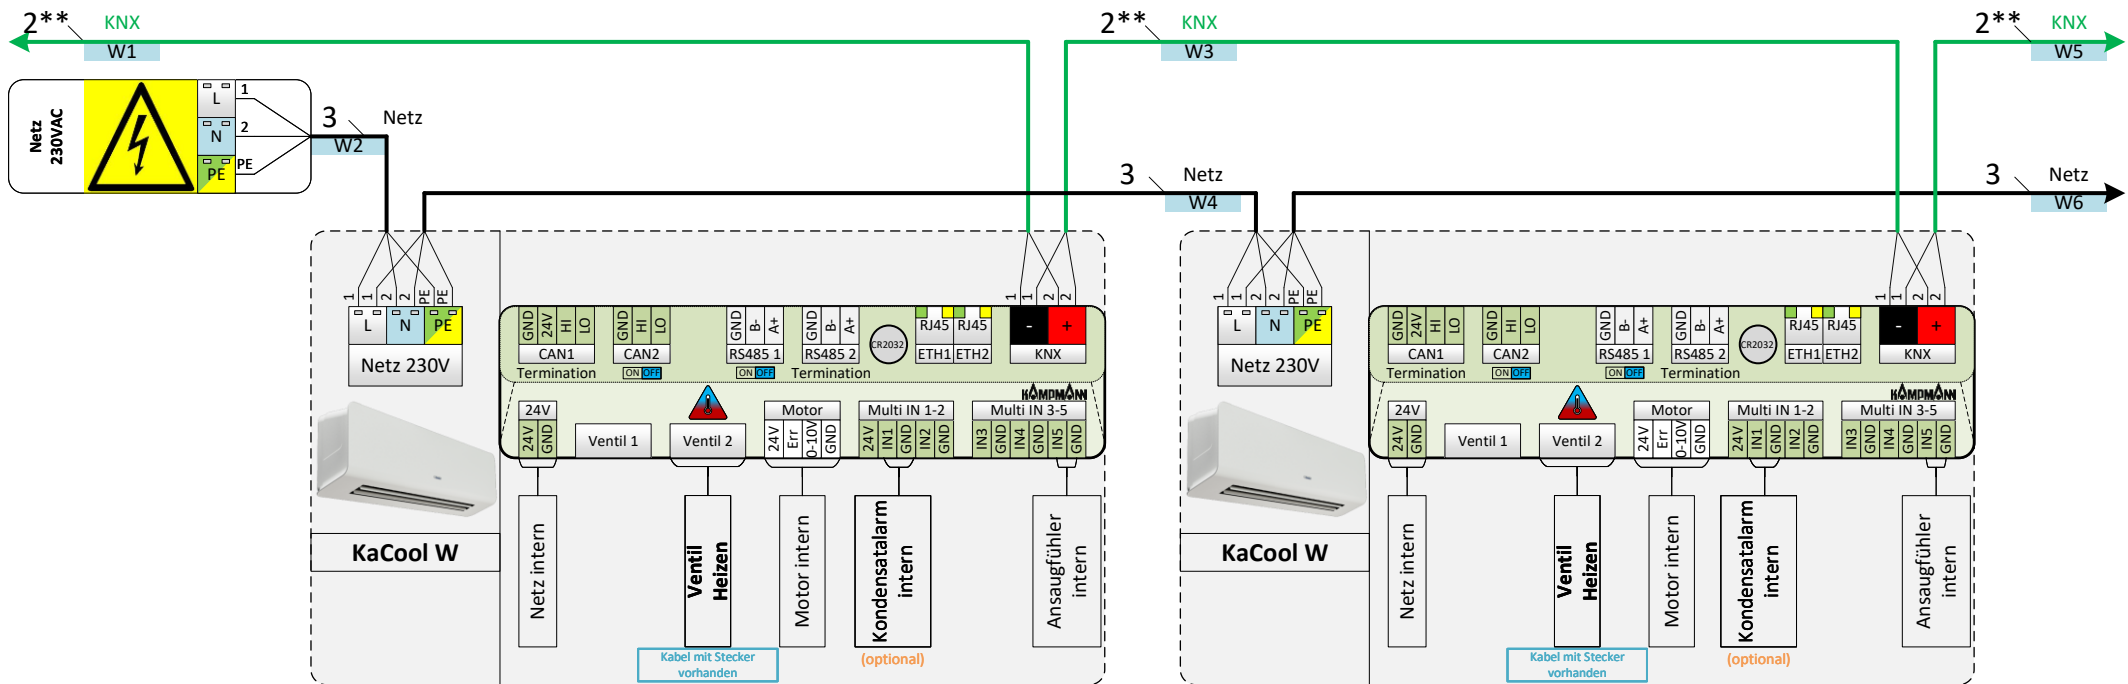 2** KNX 2** KNX 2** KNX
W1 W3 W5
Netz 230VAC
L 1
N 2
PE PE
3 Netz
W2
3 Netz
W4
3 Netz
W6
1 1 2 2 PE PE
L N PE
Netz 230V
KaCool W
GND 24V HI LO
CAN1
GND HI LO
CAN2
GND B- A+
RS485 1
GND B- A+
RS485 2
CR2032
RJ45 RJ45
ETH1 ETH2
1 1 2 2
- +
KNX
Termination ON OFF ON OFF Termination
KAMPMANN
24V
24V GND
Ventil 1
Ventil 2
Motor
24V Err 0-10V GND
Multi IN 1-2
24V IN1 GND IN2 GND
Multi IN 3-5
IN3 GND IN4 GND IN5 GND
Netz intern
Ventil
Heizen
Motor intern
Kondensatalarm
intern
Ansaugfühler
intern
Kabel mit Stecker
vorhanden
(optional)
1 1 2 2 PE PE
L N PE
Netz 230V
KaCool W
GND 24V HI LO
CAN1
GND HI LO
CAN2
GND B- A+
RS485 1
GND B- A+
RS485 2
CR2032
RJ45 RJ45
ETH1 ETH2
1 1 2 2
- +
KNX
Termination ON OFF ON OFF Termination
KAMPMANN
24V
24V GND
Ventil 1
Ventil 2
Motor
24V Err 0-10V GND
Multi IN 1-2
24V IN1 GND IN2 GND
Multi IN 3-5
IN3 GND IN4 GND IN5 GND
Netz intern
Ventil
Heizen
Motor intern
Kondensatalarm
intern
Ansaugfühler
intern
Kabel mit Stecker
vorhanden
(optional)